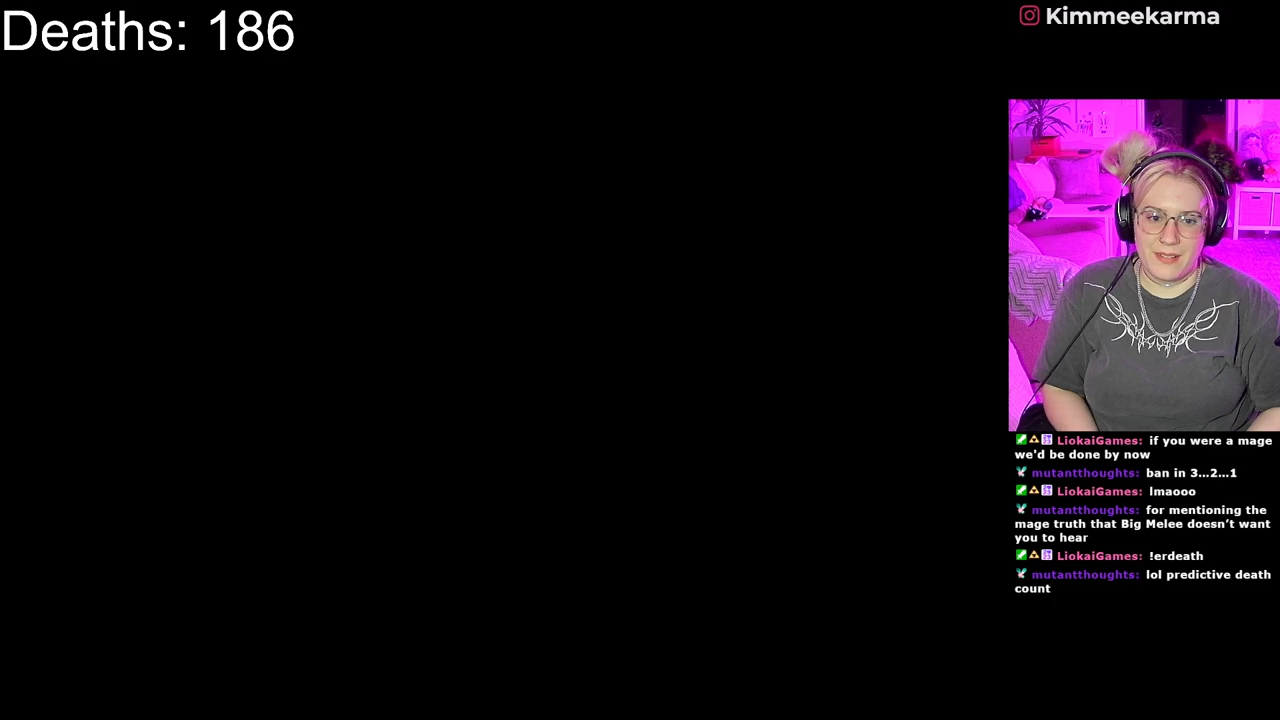 Deaths: 186
Kimmeekarma
LiokaiGames: if you were a mage
we'd be done by now
mutantthoughts: ban in 3...2...1
LiokaiGames: lmaooo
mutantthoughts: for mentioning the
mage truth that Big Melee doesn’t want
you to hear
LiokaiGames: !erdeath
mutantthoughts: lol predictive death
count